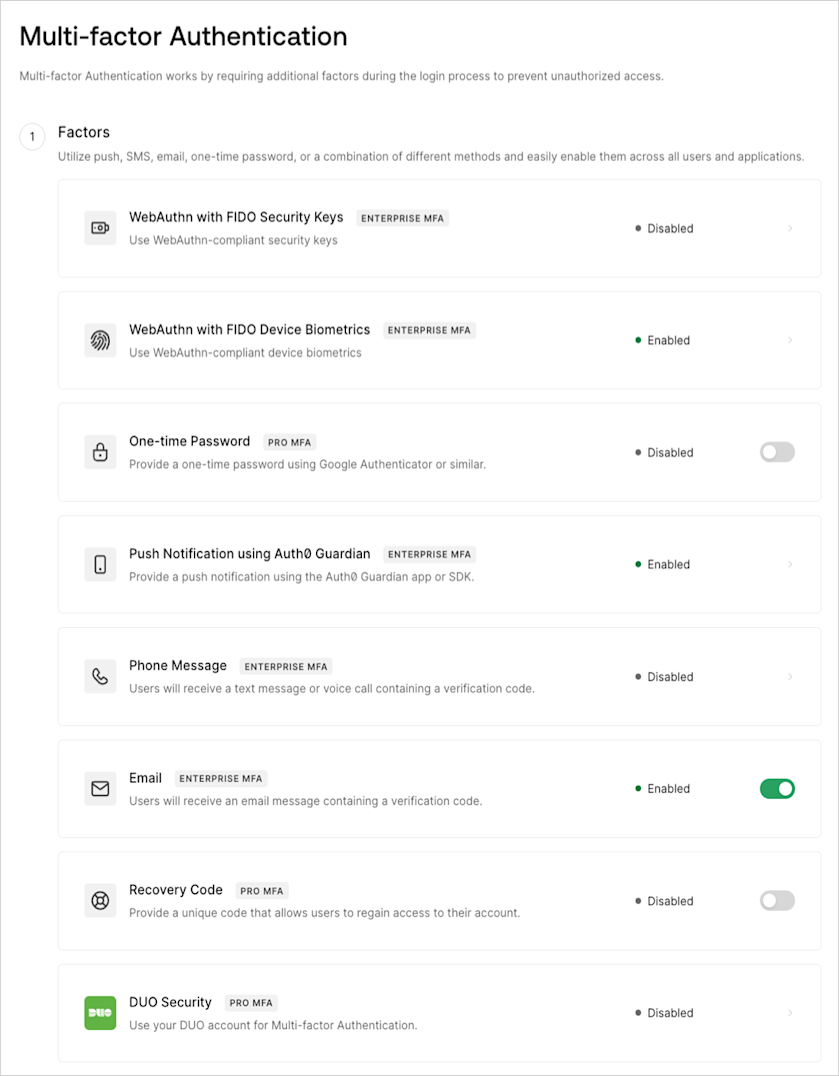 Multi-factor Authentication
Multi-factor Authentication works by requiring additional factors during the login process to prevent unauthorized access.
1 Factors
Utilize push, SMS, email, one-time password, or a combination of different methods and easily enable them across all users and applications.
WebAuthn with FIDO Security Keys ENTERPRISE MFA
Use WebAuthn-compliant security keys
Disabled
WebAuthn with FIDO Device Biometrics ENTERPRISE MFA
Use WebAuthn-compliant device biometrics
Enabled
One-time Password PRO MFA
Provide a one-time password using Google Authenticator or similar.
Disabled
Push Notification using Auth0 Guardian ENTERPRISE MFA
Provide a push notification using the Auth0 Guardian app or SDK.
Enabled
Phone Message ENTERPRISE MFA
Users will receive a text message or voice call containing a verification code.
Disabled
Email ENTERPRISE MFA
Users will receive an email message containing a verification code.
Enabled
Recovery Code PRO MFA
Provide a unique code that allows users to regain access to their account.
Disabled
DUO
DUO Security PRO MFA
Use your DUO account for Multi-factor Authentication.
Disabled